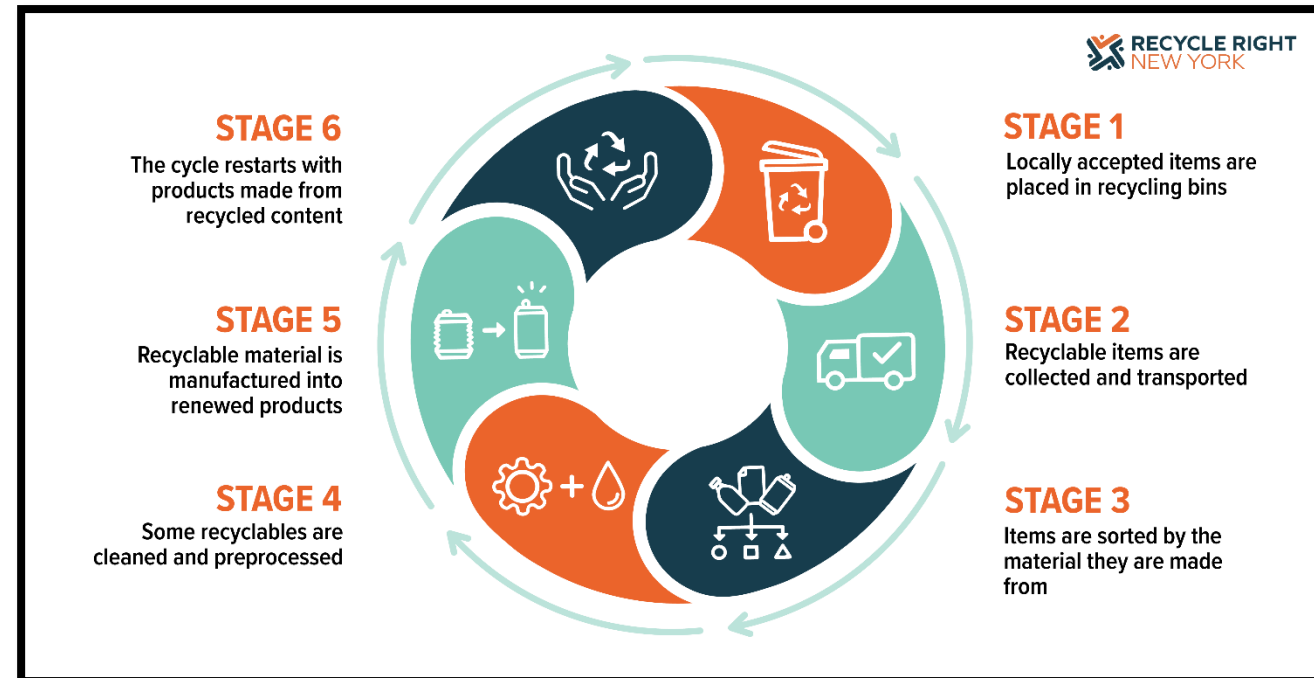 RECYCLE RIGHT
NEW YORK
STAGE 1
Locally accepted items are
placed in recycling bins
STAGE 2
Recyclable items are
collected and transported
STAGE 3
Items are sorted by the
material they are made
from
STAGE 4
Some recyclables are
cleaned and preprocessed
STAGE 5
Recyclable material is
manufactured into
renewed products
STAGE 6
The cycle restarts with
products made from
recycled content